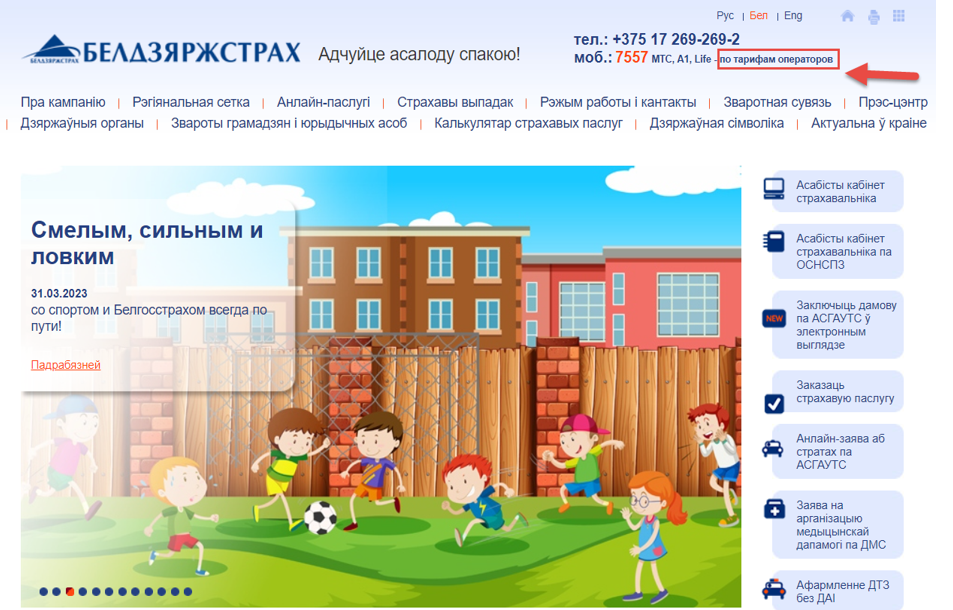 Рус | Бел | Eng
БЕЛДЗЯРЖСТРАХ
БЕЛДЗЯРЖСТРАХ
Адчуйце асалоду спакою!
тел.: +375 17 269-269-2
моб.: 7557 МТС, А1, Life - по тарифам операторов
Пра кампанію | Рэгіянальная сетка | Анлайн-паслугі | Страхавы выпадак | Рэжым работы і кантакты | Зваротная сувязь | Прэс-цэнтр
| Дзяржаўныя органы | Звароты грамадзян і юрыдычных асоб | Калькулятар страхавых паслуг | Дзяржаўная сімволіка | Актуальна ў краіне
Смелым, сильным и
ловким
31.03.2023
со спортом и Белгосстрахом всегда по
пути!
Падрабязней
Асабісты кабінет
страхавальніка
Асабісты кабінет
страхавальніка па
ОСНСПЗ
NEW
Заключыць дамову
па АСГАУТС ў
электронным
выглядзе
Заказаць
страхавую паслугу
Анлайн-заява аб
стратах па
АСГАУТС
Заява на
арганізацыю
медыцынскай
дапамогі па ДМС
Афармленне ДТЗ
без ДАІ